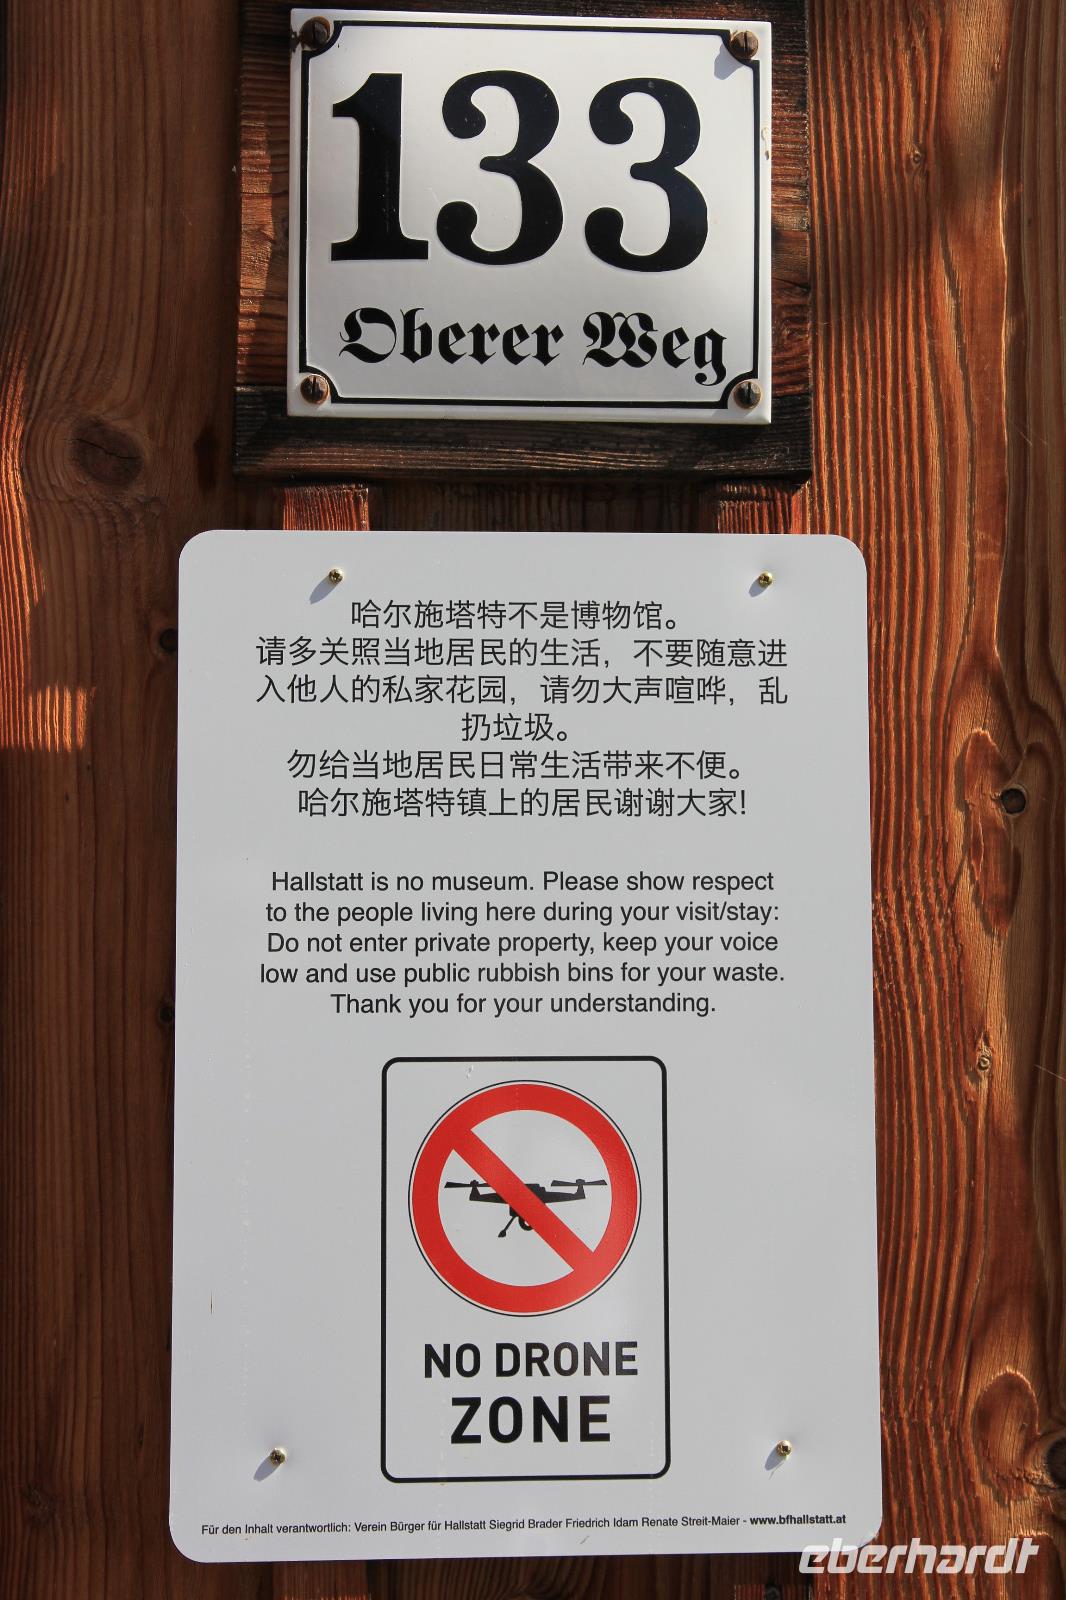 133
Oberer Weg
哈尔施塔特不是博物馆。
请多关照当地居民的生活，不要随意进
入他人的私家花园，请勿大声喧哗，乱
扔垃圾。
勿给当地居民日常生活带来不便。
哈尔施塔特镇上的居民谢谢大家!
Hallstatt is no museum. Please show respect
to the people living here during your visit/stay:
Do not enter private property, keep your voice
low and use public rubbish bins for your waste.
Thank you for your understanding.
NO DRONE
ZONE
Für den Inhalt verantwortlich: Verein Bürger für Hallstatt Siegrid Brader Friedrich Idam Renate Streit-Maier - www.bfhallstatt.at
eberhardt